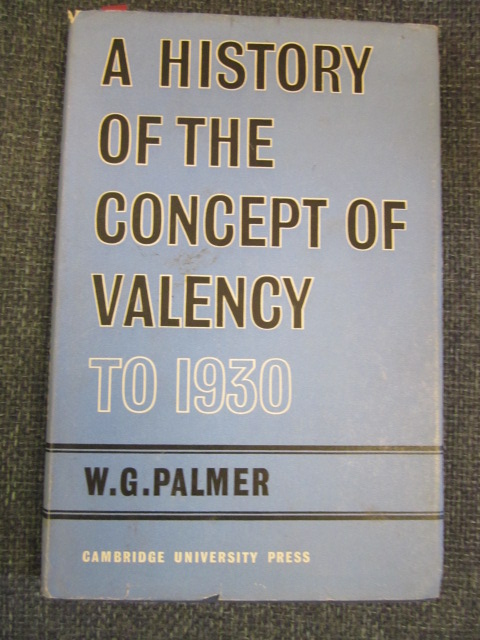 A HISTORY
OF THE
CONCEPT OF
VALENCY
TO 1930
W.G.PALMER
CAMBRIDGE UNIVERSITY PRESS